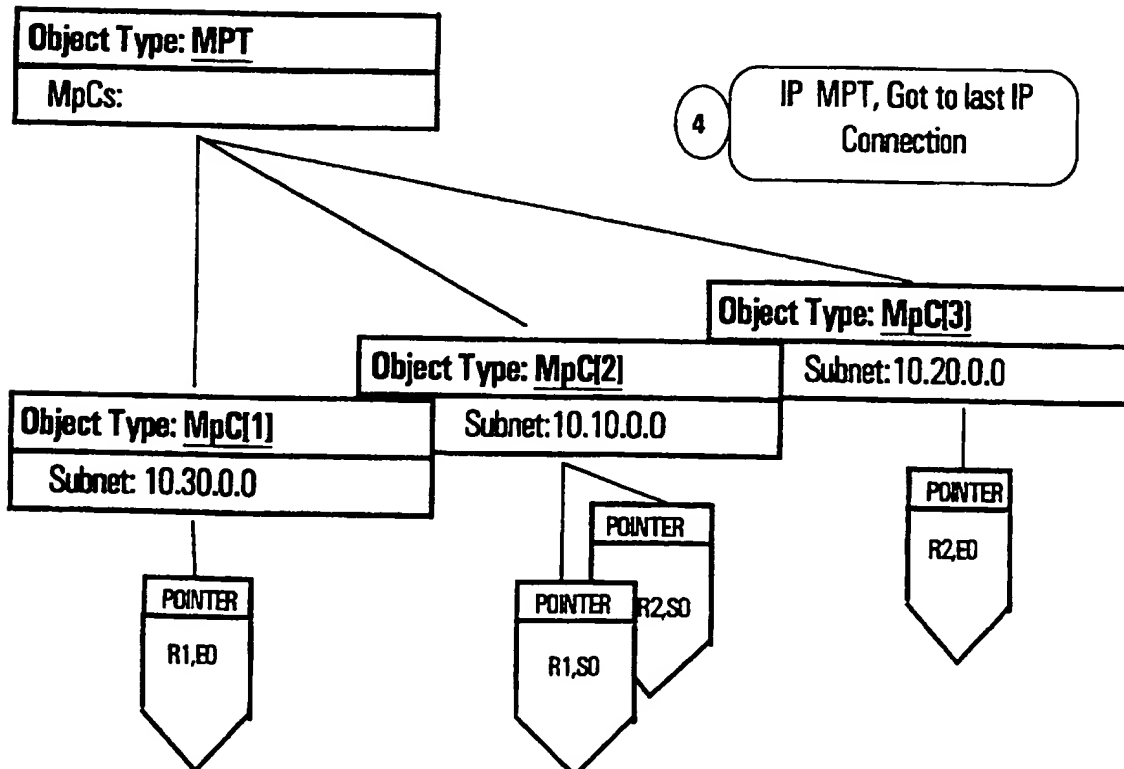 Object Type: MPT
MpCs:
4
IP MPT, Got to last IP
Connection
Object Type: MpC[3]
Subnet: 10.20.0.0
Object Type: MpC[2]
Subnet: 10.10.0.0
Object Type: MpC[1]
Subnet: 10.30.0.0
POINTER
R1,E0
POINTER
R1,S0
POINTER
R2,S0
POINTER
R2,E0